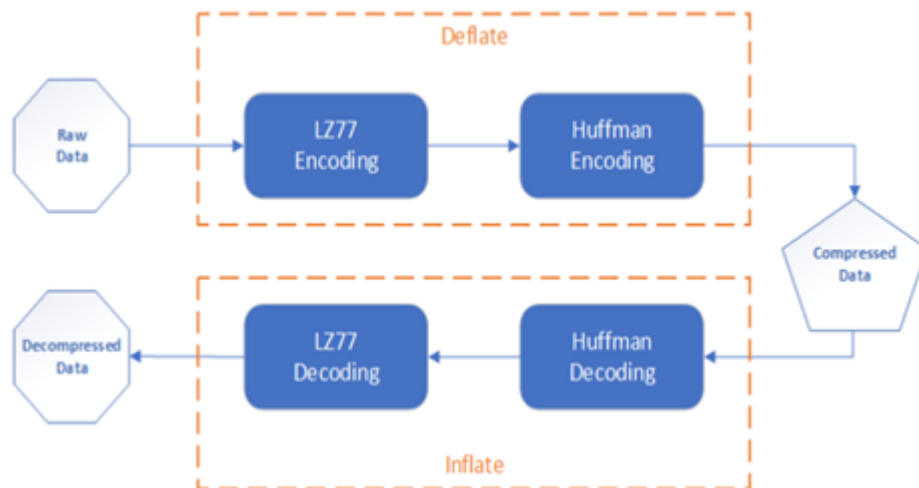 Deflate
Raw
Data
LZ77
Encoding
Huffman
Encoding
Compressed
Data
Decompressed
Data
LZ77
Decoding
Huffman
Decoding
Inflate